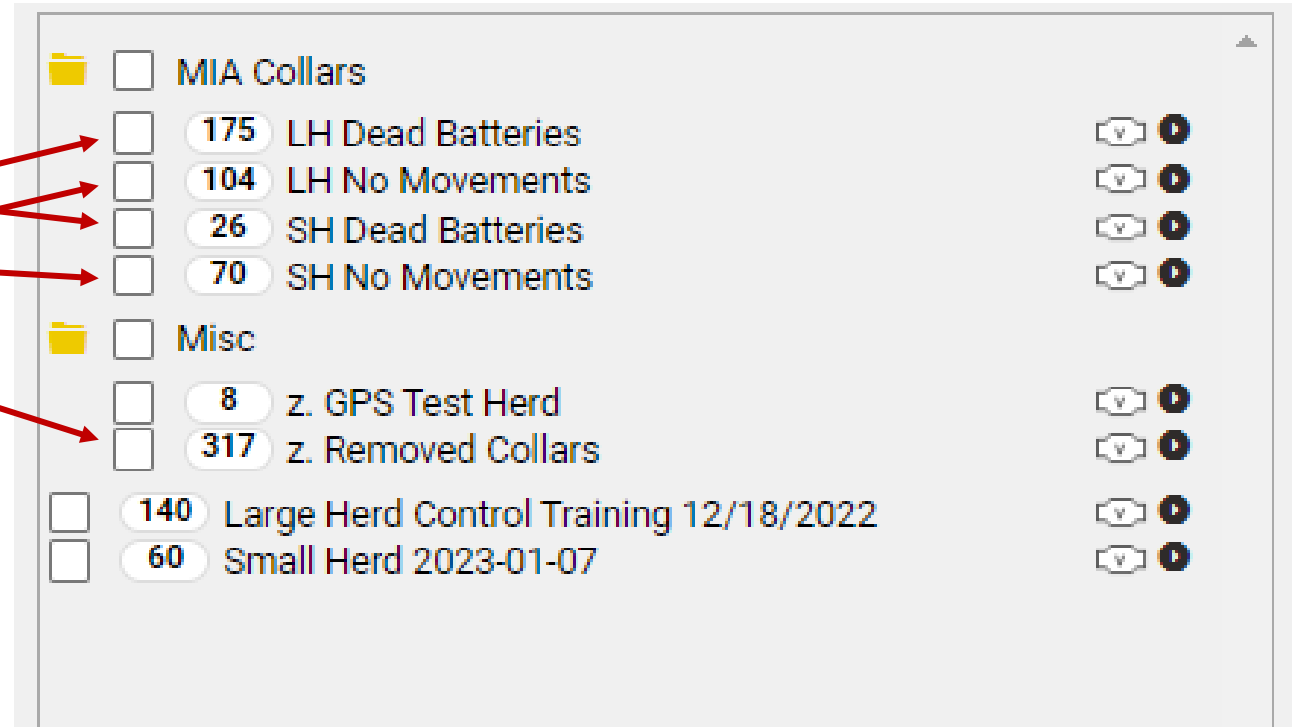 MIA Collars
175 LH Dead Batteries
104 LH No Movements
26 SH Dead Batteries
70 SH No Movements
Misc
8 z. GPS Test Herd
317 z. Removed Collars
140 Large Herd Control Training 12/18/2022
60 Small Herd 2023-01-07